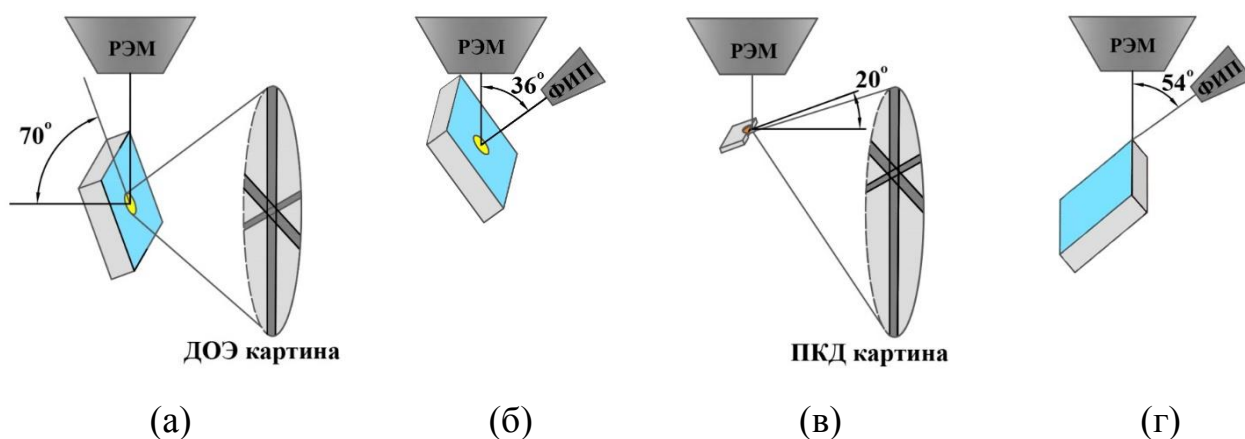 РЭМ
70°
ДОЭ картина
(а)
РЭМ
36°
ФИП
(б)
РЭМ
20°
ПКД картина
(в)
РЭМ
54°
ФИП
(г)